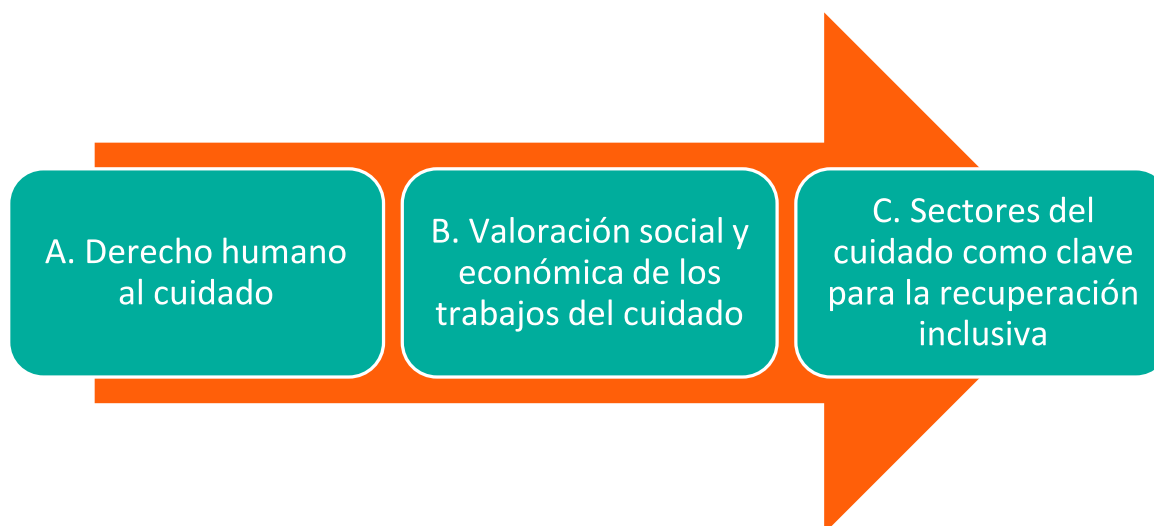 A. Derecho humano
al cuidado
B. Valoración social y
económica de los
trabajos del cuidado
C. Sectores del
cuidado como clave
para la recuperación
inclusiva